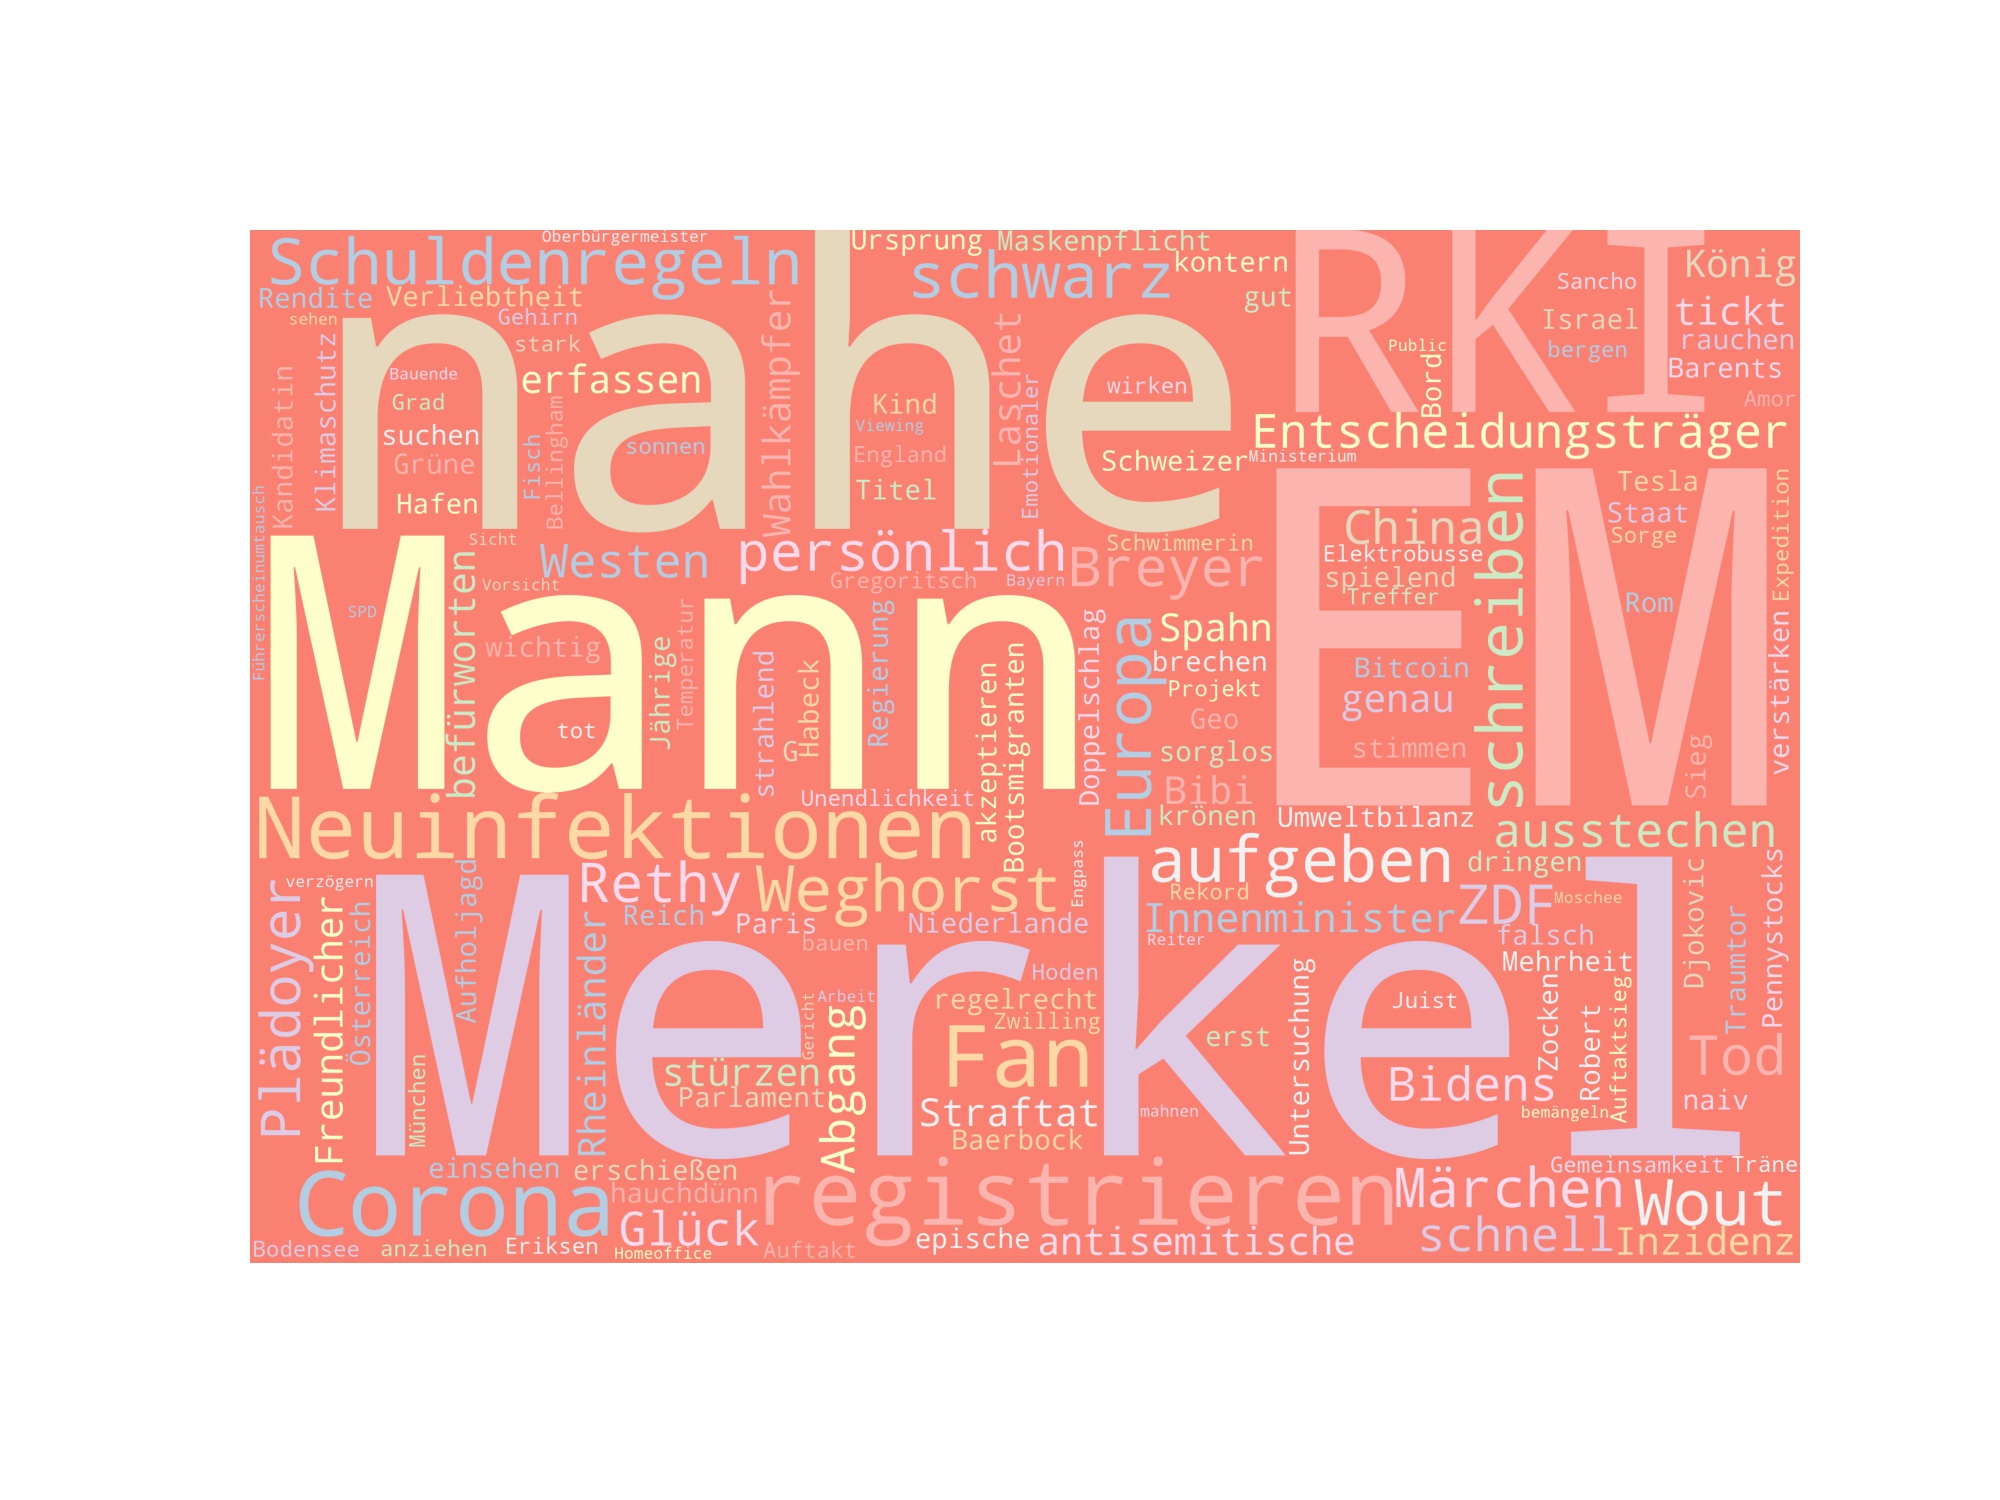 Schuldenregeln
Oberbürgermeister
Ursprung
Maskenpflicht
kontern
schwarz
RKI
Sancho
König
Rendite
Verliebtheit
gut
sehen
Gehirn
nahe
Wahlkämpfer
Laschet
Israel
tickt
rauchen
bergen
Barents
Amor
Public
Bord
Kandidatin
Klimaschutz
Bauende
stark
erfassen
Grad
suchen
Grüne
Hafen
Fisch
Bellingham
sonnen
Kind
Viewing
England
Titel
Emotionaler
wirken
Schweizer
Entscheidungsträger
Ministerium
Führerscheinumtausch
Mann
Sicht
befürworten
Westen
Vorsicht
persönlich
Gregoritsch
Bayern
Schwimmerin
Breyer
EM
China
Elektrobusse
spielend
Treffer
schreiben
Tesla
Staat
Sorge
Rom
Expedition
SPD
wichtig
tot
Jährige
Temperatur
strahlend
G
Habeck
Regierung
akzeptieren
Bootsmigranten
Doppelschlag
Europa
Spahn
brechen
Projekt
Geo
sorglos
Bibi
krönen
Bitcoin
genau
stimmen
Sieg
verstärken
Neuinfektionen
Unendlichkeit
Umweltbilanz
ausstechen
verzögern
Aufholjagd
Rethy
Weghorst
Engpass
aufgeben
dringen
Djokovic
Pennystocks
Plädoyer
Freundlicher
Österreich
Merkel
Rheinländer
Reich
Paris
bauen
Niederlande
Rekord
Innenminister
Reiter
ZDF
Moschee
falsch
Mehrheit
Traumtor
München
Arbeit
Gericht
Abgang
Hoden
regelrecht
Zwilling
Fan
erst
Untersuchung
Juist
Zocken
Robert
Auftaktsieg
Tod
stürzen
Parlament
Straftat
mahnen
Baerbock
Bidens
bemängeln
naiv
Corona
einsehen
erschießen
hauchdünn
Glück
registrieren
Märchen
Gemeinsamkeit
Träne
Wout
Bodensee
anziehen
Eriksen
Homeoffice
Auftakt
epische
antisemitische
schnell
Inzidenz